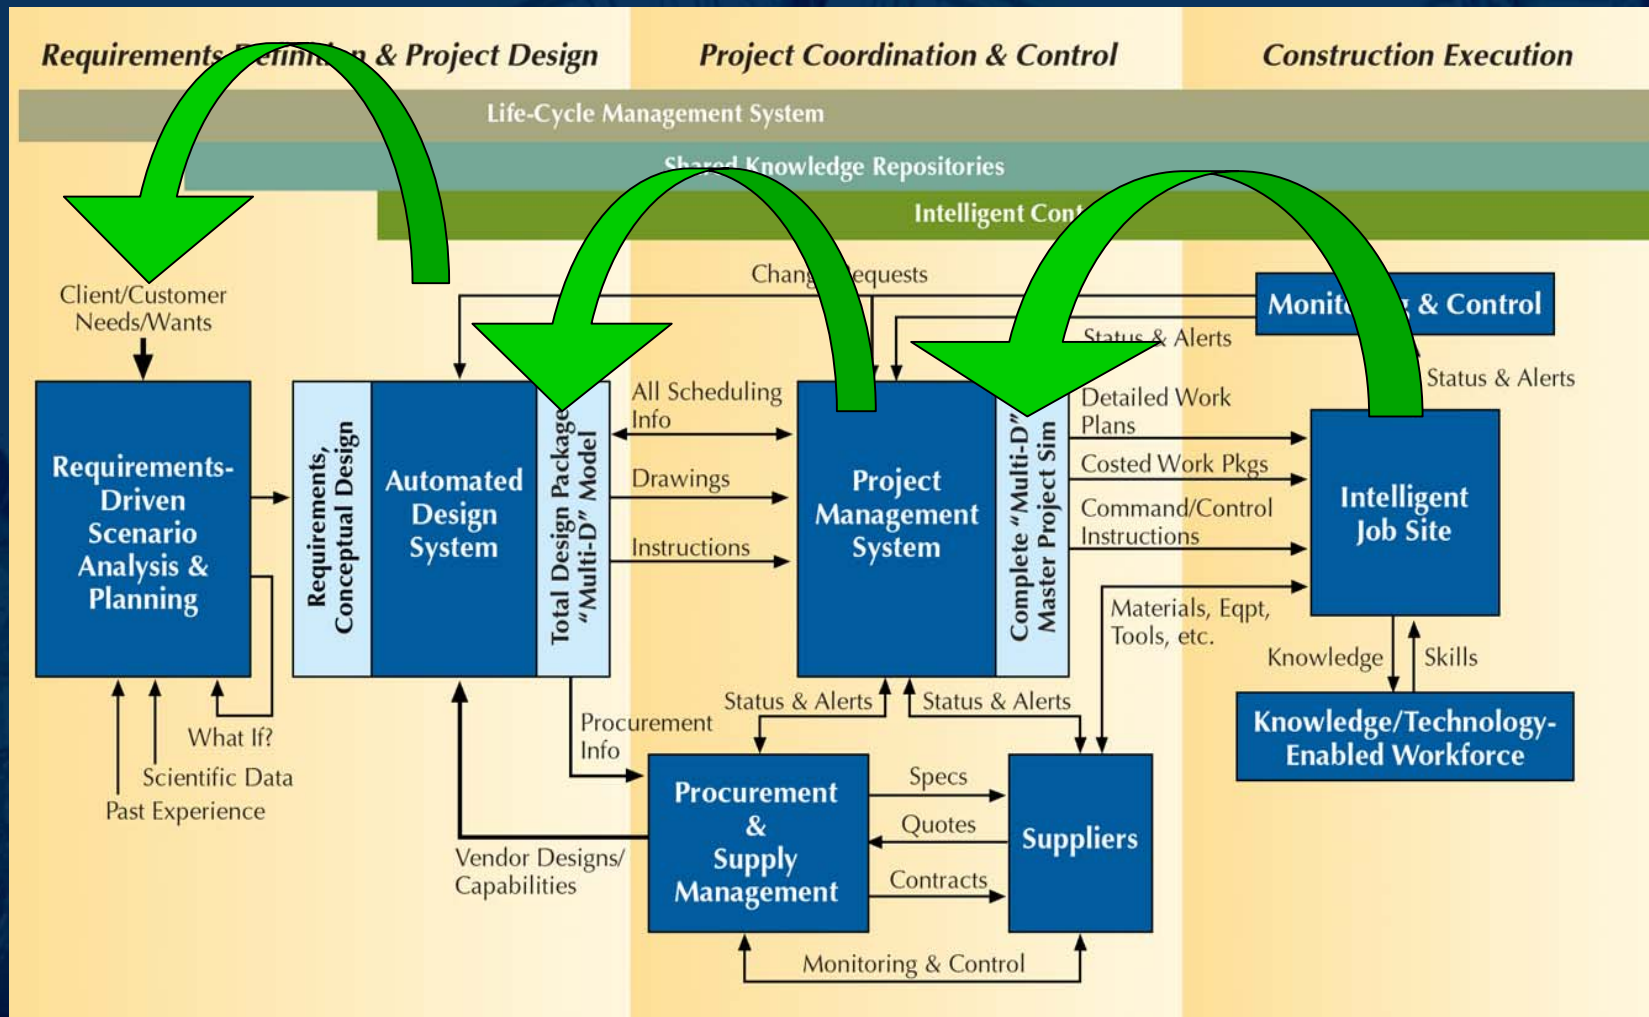 Requirements Definition & Project Design
Project Coordination & Control
Construction Execution
Life-Cycle Management System
Shared Knowledge Repositories
Intelligent
Change Requests
Client/Customer
Needs/Wants
Monitoring & Control
Status & Alerts
Status & Alerts
Requirements-
Driven
Scenario
Analysis &
Planning
Requirements,
Conceptual Design
Automated
Design
System
Total Design Package
“Multi-D” Model
All Scheduling
Info
Drawings
Instructions
Project
Management
System
Complete “Multi-D”
Master Project Sim
Detailed Work
Plans
Costed Work Pkgs
Command/Control
Instructions
Materials, Eqpt,
Tools, etc.
Intelligent
Job Site
Knowledge
Skills
Knowledge/Technology-
Enabled Workforce
What If?
Scientific Data
Past Experience
Procurement
Info
Status & Alerts
Status & Alerts
Vendor Designs/
Capabilities
Procurement
&
Supply
Management
Specs
Quotes
Contracts
Suppliers
Monitoring & Control